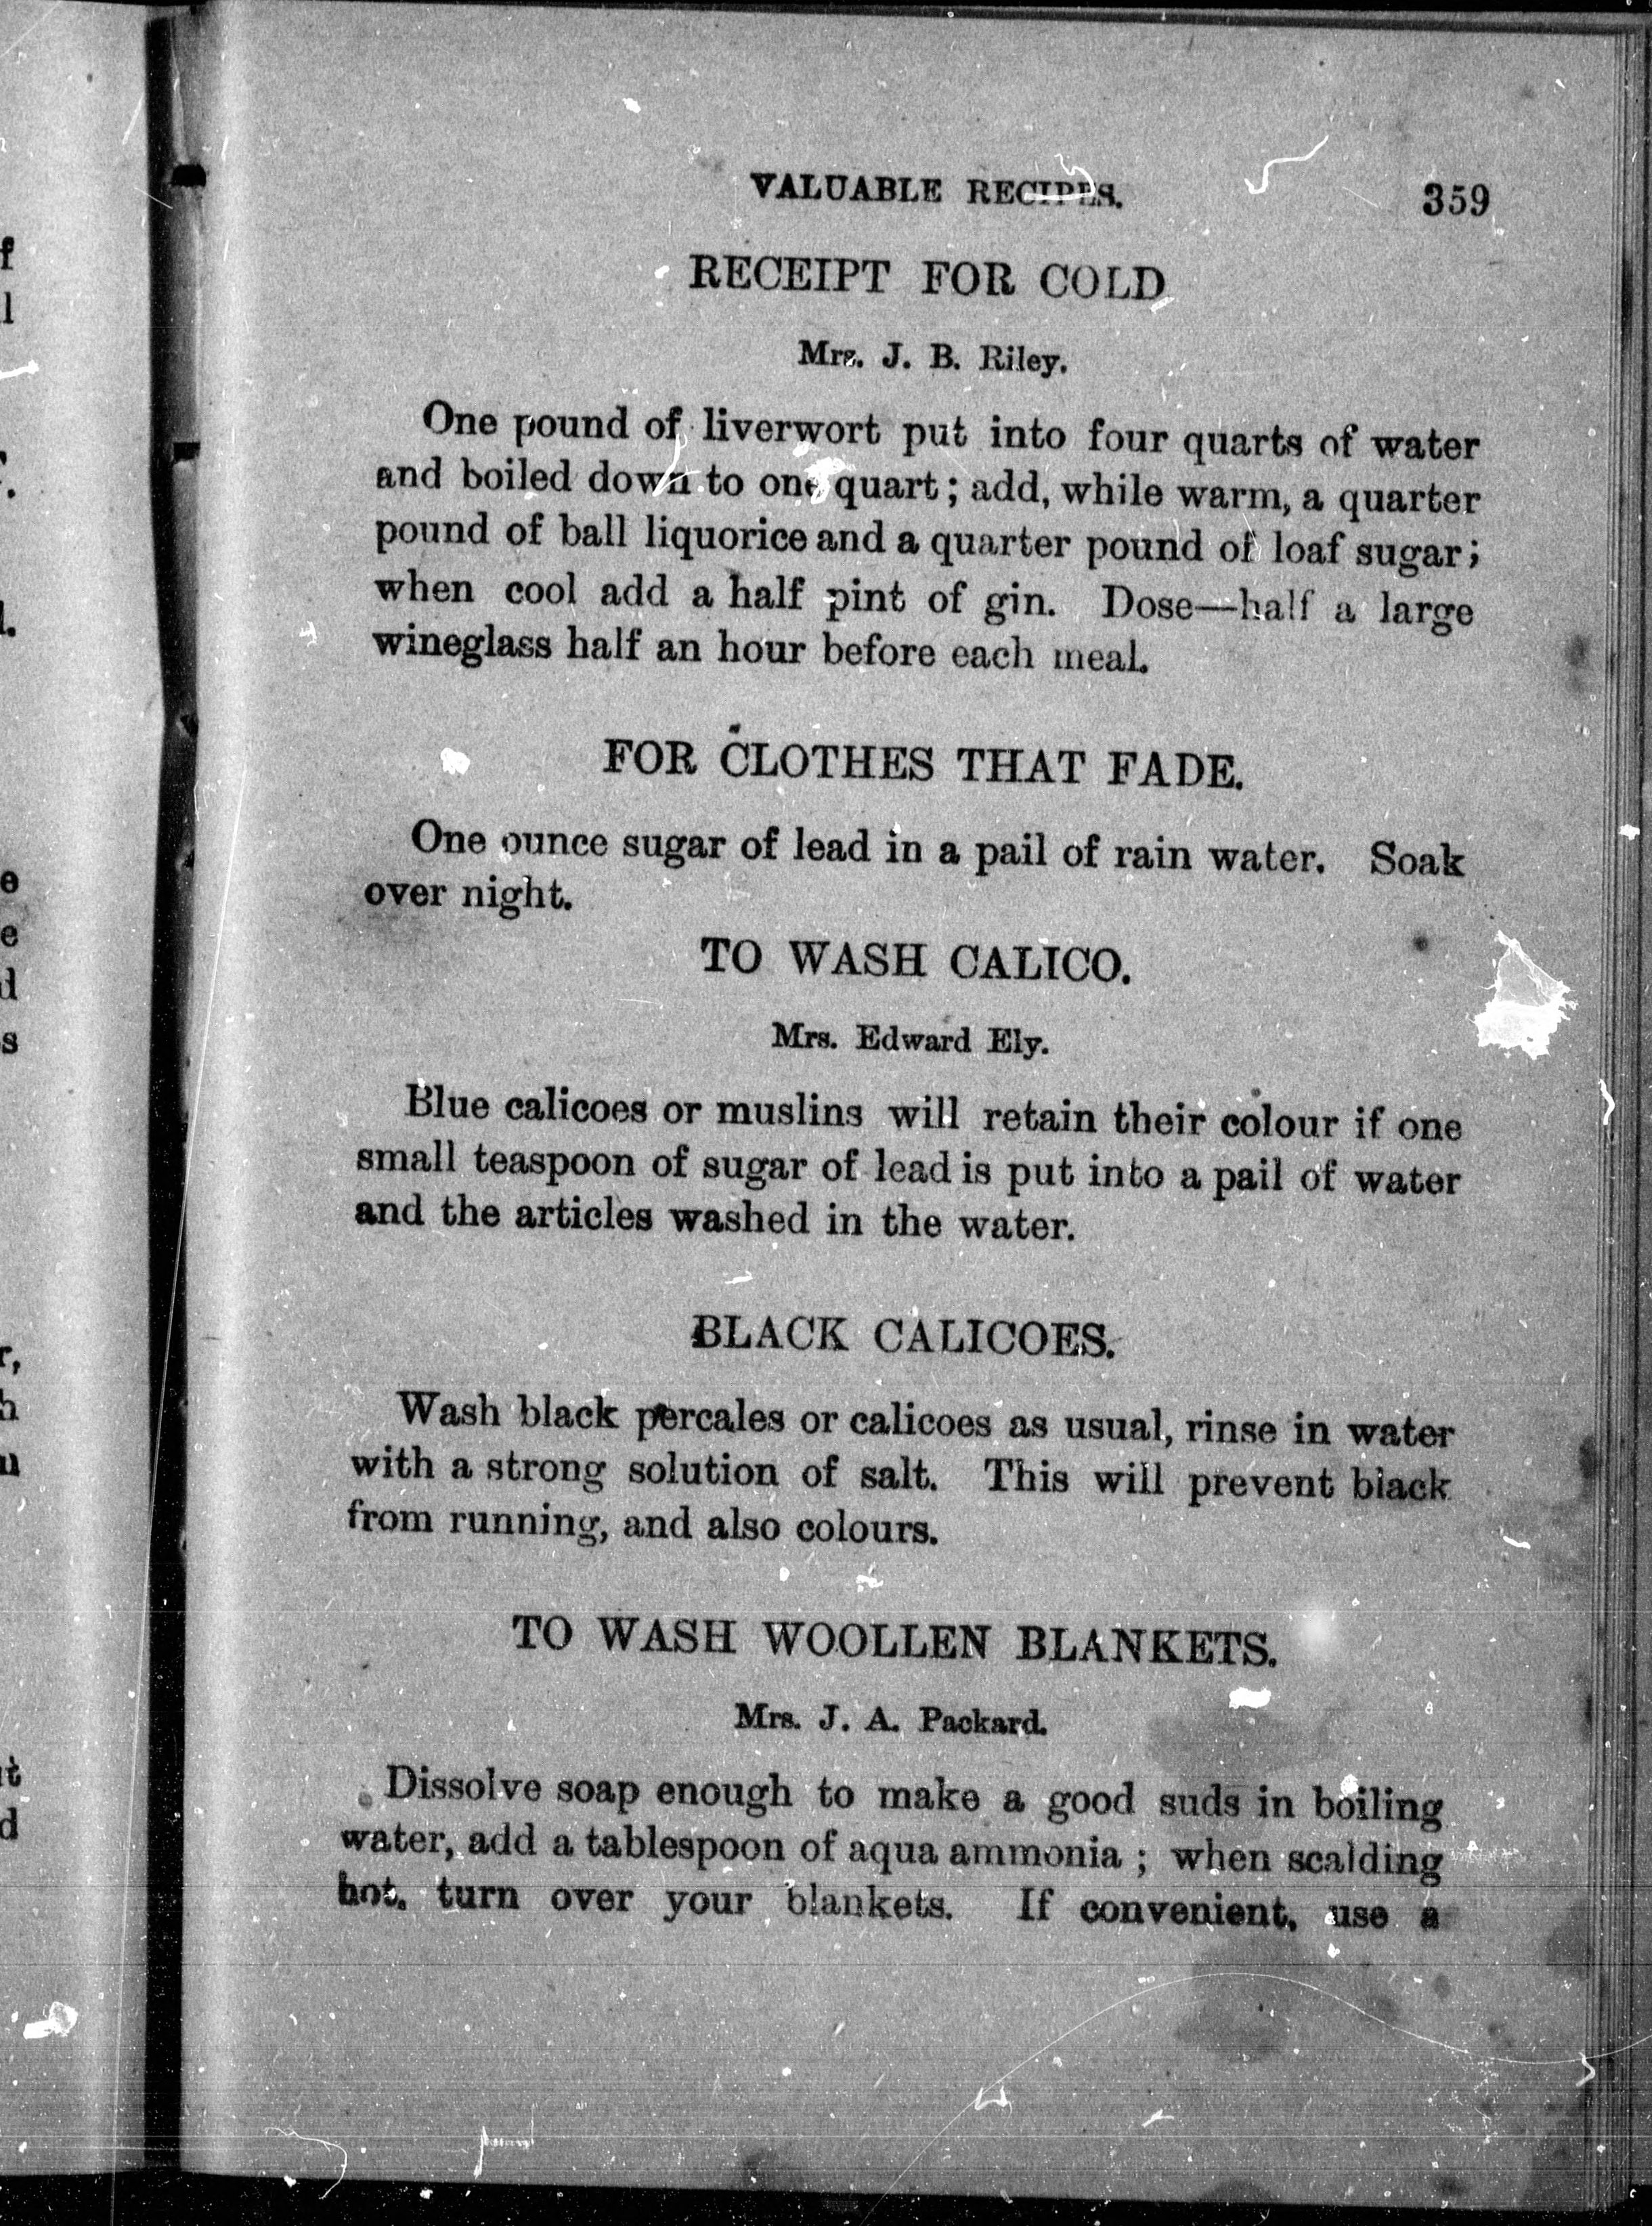 VALUABLE RECIPES. 359
RECEIPT FOR COLD
Mrs. J. B. Riley.
One pound of liverwort put into four quarts of water
and boiled down to one quart; add, while warm, a quarter
pound of ball liquorice and a quarter pound of loaf sugar;
when cool add a half pint of gin. Dose—half a large
wineglass half an hour before each meal.
FOR CLOTHES THAT FADE.
One ounce sugar of lead in a pail of rain water. Soak
over night.
TO WASH CALICO.
Mrs. Edward Ely.
Blue calicoes or muslins will retain their colour if one
small teaspoon of sugar of lead is put into a pail of water
and the articles washed in the water.
BLACK CALICOES.
Wash black percales or calicoes as usual, rinse in water
with a strong solution of salt. This will prevent black
from running, and also colours.
TO WASH WOOLLEN BLANKETS.
Mrs. J. A. Packard.
Dissolve soap enough to make a good suds in boiling
water, add a tablespoon of aqua ammonia; when scalding
hot, turn over your blankets. If convenient, use a